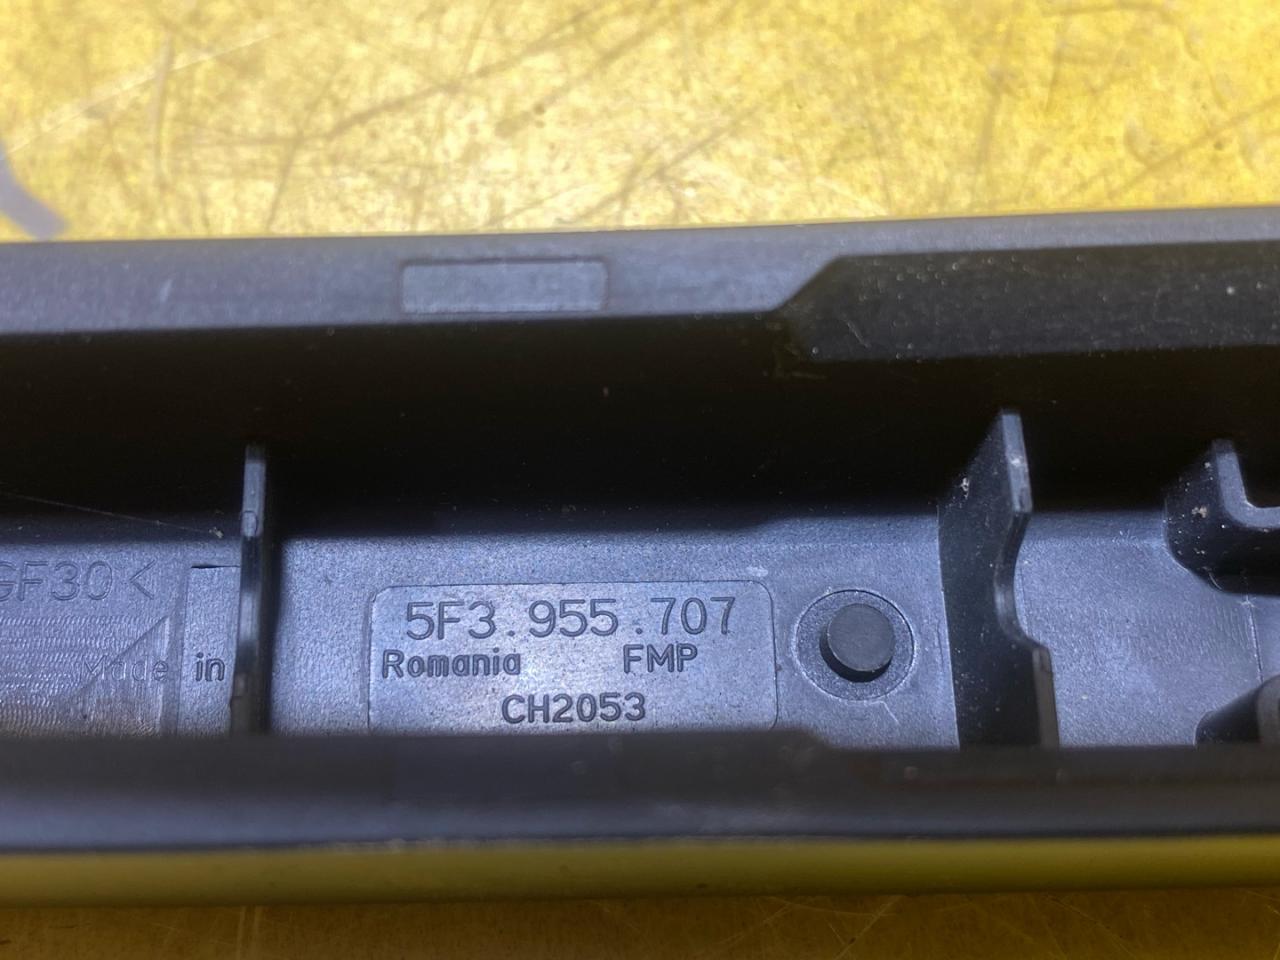 GF30<
Made in
5F3.955.707
Romania FMP
CH2053